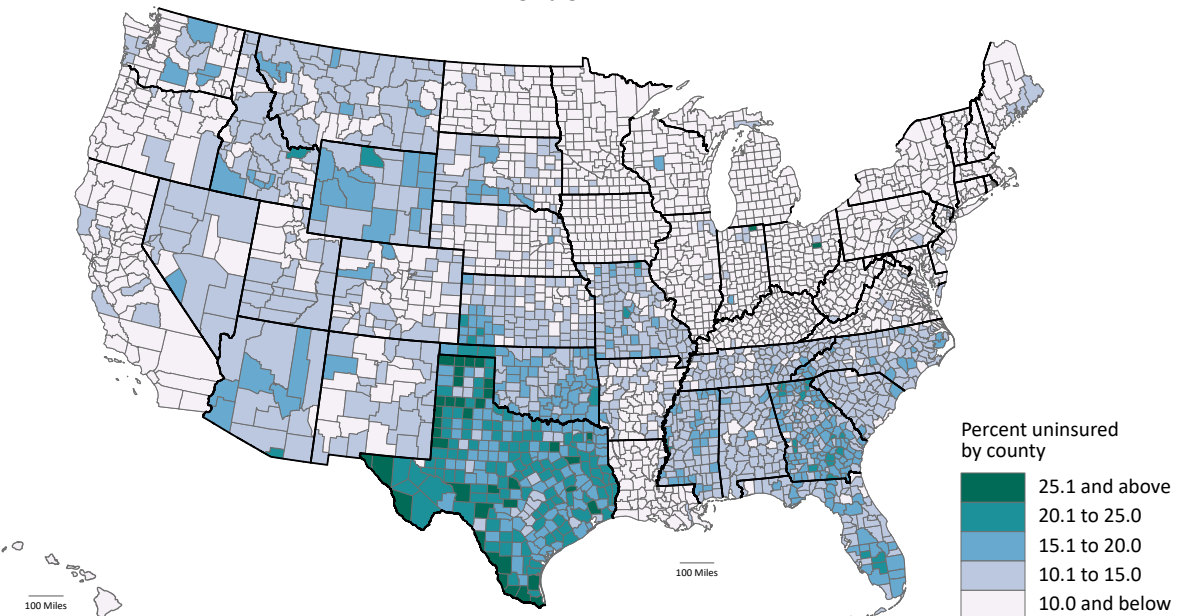 100 Miles
100 Miles
Percent uninsured
by county
25.1 and above
20.1 to 25.0
15.1 to 20.0
10.1 to 15.0
10.0 and below